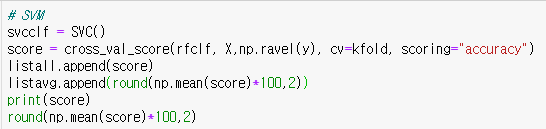 # SVM
svcclf = SVC()
score = cross_val_score(rfclf, X,np.ravel(y), cv=kfold, scoring="accuracy")
listall.append(score)
listavg.append(round(np.mean(score)*100,2))
print(score)
round(np.mean(score)*100,2)